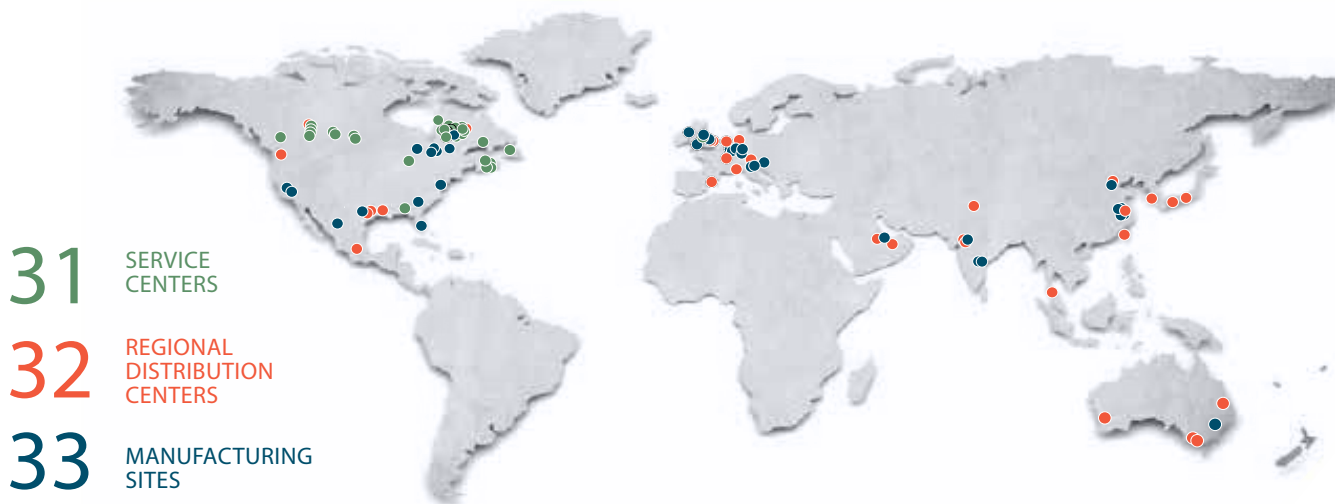 31
SERVICE
CENTERS
32
REGIONAL
DISTRIBUTION
CENTERS
33
MANUFACTURING
SITES